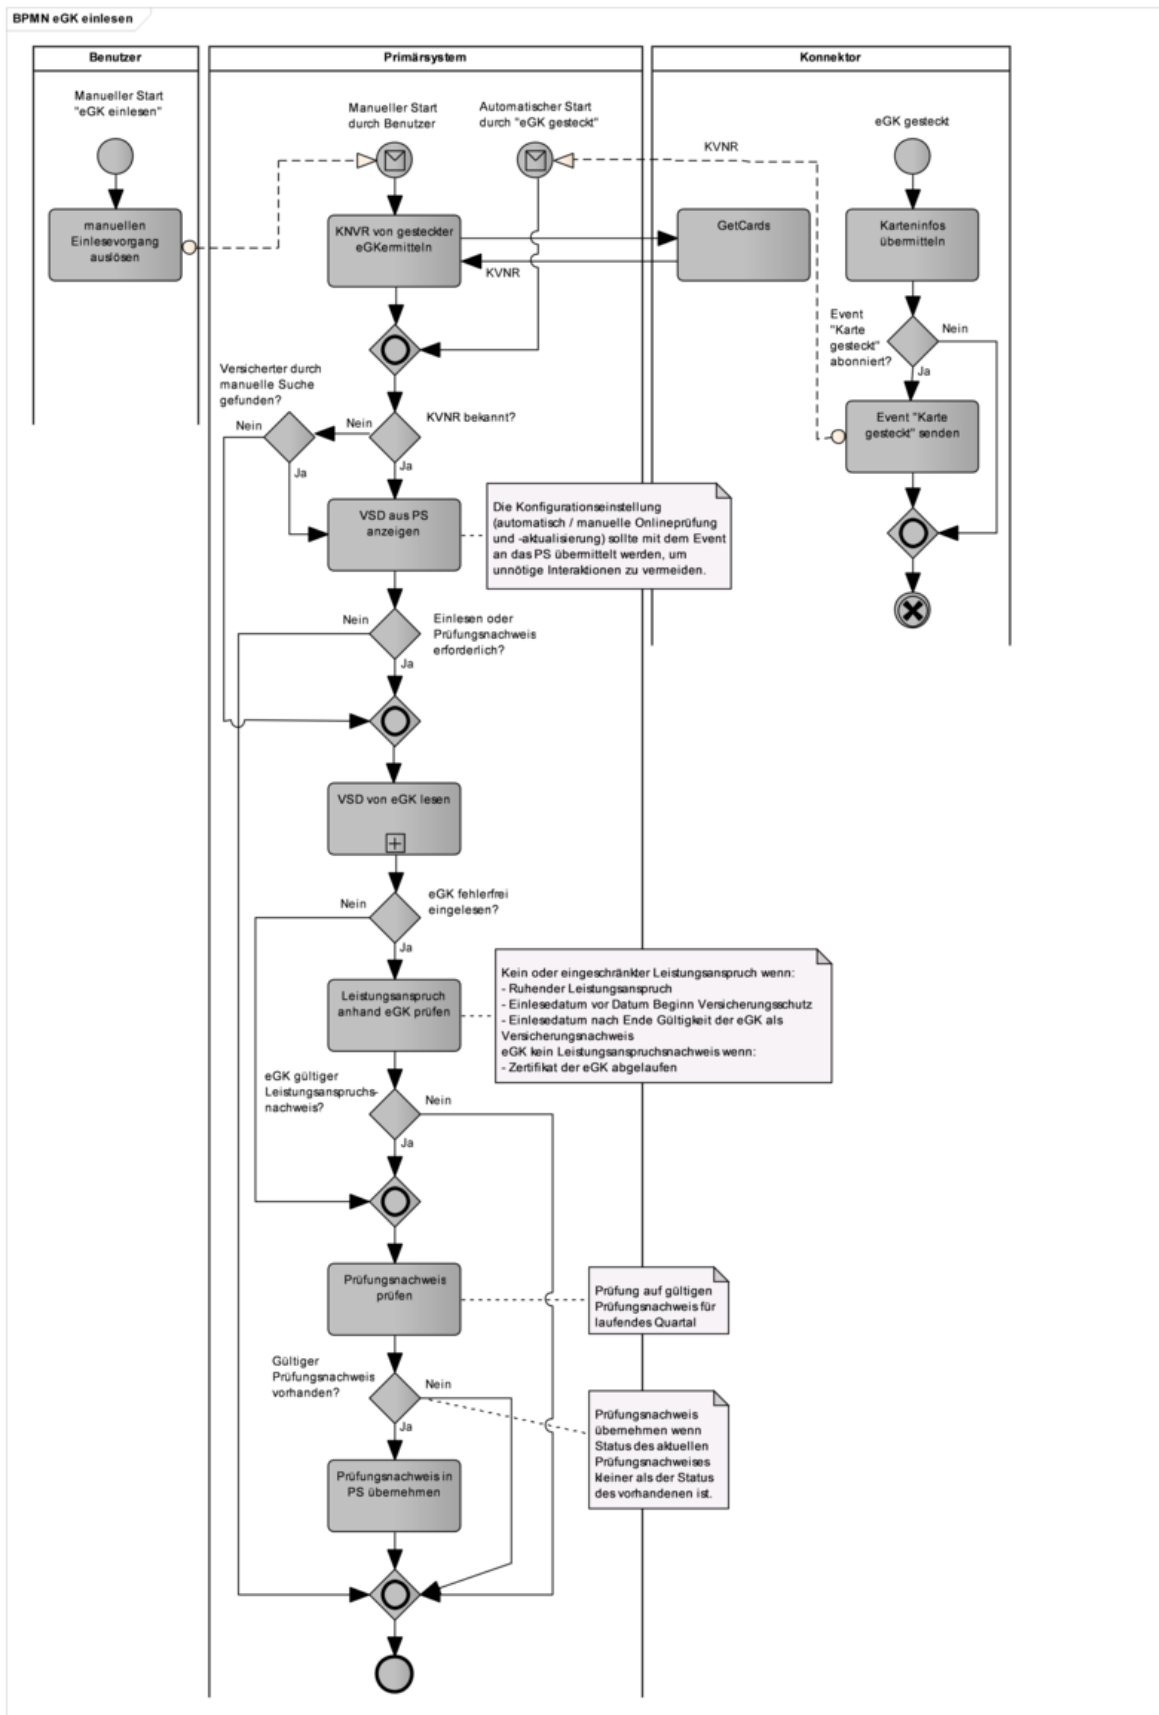 BPMN eGK einlesen
Benutzer
Primärsystem
Konnektor
Manueller Start
"eGK einlesen"
Manueller Start
durch Benutzer
Automatischer Start
durch "eGK gesteckt"
eGK gesteckt
KVNR
manuellen
Einlesevorgang
auslösen
KNVR von gesteckter
eGKermitteln
GetCards
Karteninfos
übermitteln
KVNR
Event
"Karte
gesteckt"
abonniert?
Nein
Ja
Versicherter durch
manuelle Suche
gefunden?
Nein
Nein
KVNR bekannt?
Event "Karte
gesteckt" senden
Ja
Ja
VSD aus PS
anzeigen
Die Konfigurationseinstellung
(automatisch / manuelle Onlineprüfung
und -aktualisierung) sollte mit dem Event
an das PS übermittelt werden, um
unnötige Interaktionen zu vermeiden.
Nein
Einlesen oder
Prüfungsnachweis
erforderlich?
Ja
VSD von eGK lesen
Nein
eGK fehlerfrei
eingelesen?
Ja
Leistungsanspruch
anhand eGK prüfen
Kein oder eingeschränkter Leistungsanspruch wenn:
- Ruhender Leistungsanspruch
- Einlesedatum vor Datum Beginn Versicherungsschutz
- Einlesedatum nach Ende Gültigkeit der eGK als
Versicherungsnachweis
eGK kein Leistungsanspruchsnachweis wenn:
- Zertifikat der eGK abgelaufen
eGK gültiger
Leistungsanspruchs-
nachweis?
Nein
Ja
Prüfungsnachweis
prüfen
Prüfung auf gültigen
Prüfungsnachweis für
laufendes Quartal
Gültiger
Prüfungsnachweis
vorhanden?
Nein
Ja
Prüfungsnachweis
übernehmen wenn
Status des aktuellen
Prüfungsnachweises
kleiner als der Status
des vorhandenen ist.
Prüfungsnachweis in
PS übernehmen